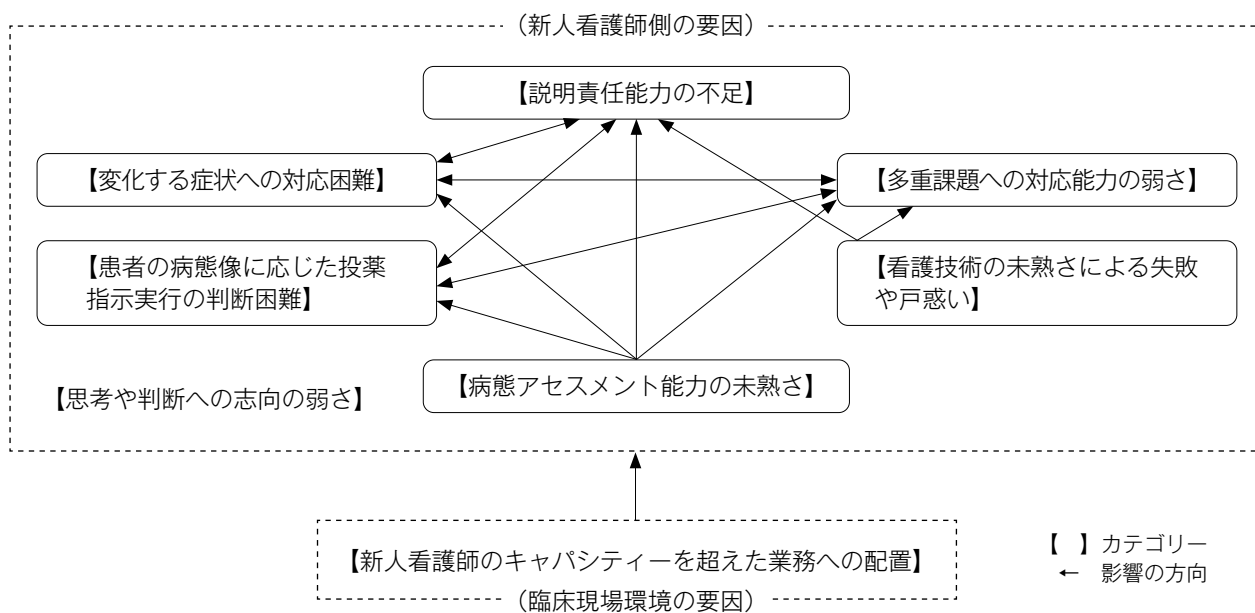 （新人看護師側の要因）
【説明責任能力の不足】
【変化する症状への対応困難】
【多重課題への対応能力の弱さ】
【患者の病態像に応じた投薬
指示実行の判断困難】
【看護技術の未熟さによる失敗
や戸惑い】
【病態アセスメント能力の未熟さ】
【思考や判断への志向の弱さ】
【新人看護師のキャパシティーを超えた業務への配置】
（臨床現場環境の要因）
【　】カテゴリー
←　影響の方向